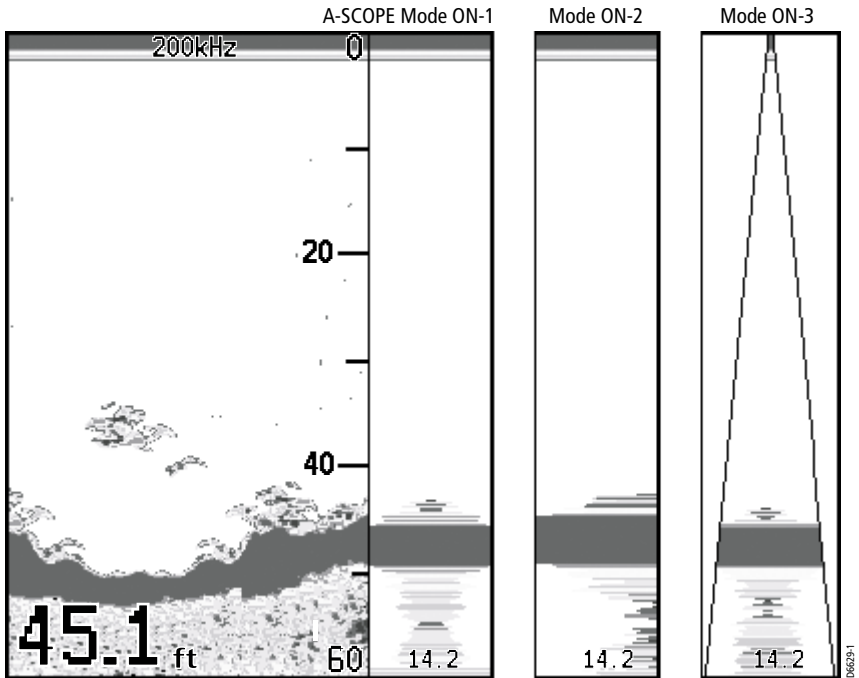 A-SCOPE Mode ON-1
Mode ON-2
Mode ON-3
200kHz
0
20
40
60
45.1 ft
14.2
14.2
14.2
D6629-1